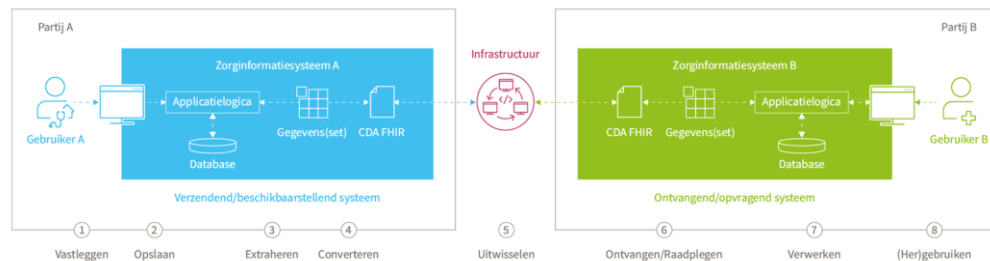 Partij A
Partij B
Infrastructuur
Zorginformatiesysteem A
Zorginformatiesysteem B
Applicatielogica
Gegevens(set)
CDA FHIR
Database
Gebruiker A
CDA FHIR
Gegevens(set)
Applicatielogica
Database
Gebruiker B
Verzendend/beschikbaarstellend systeem
Ontvangend/opvragend systeem
1
2
3
4
5
6
7
8
Vastleggen
Opslaan
Extraheren
Converteren
Uitwisselen
Ontvangen/Raadplegen
Verwerken
(Her)gebruiken